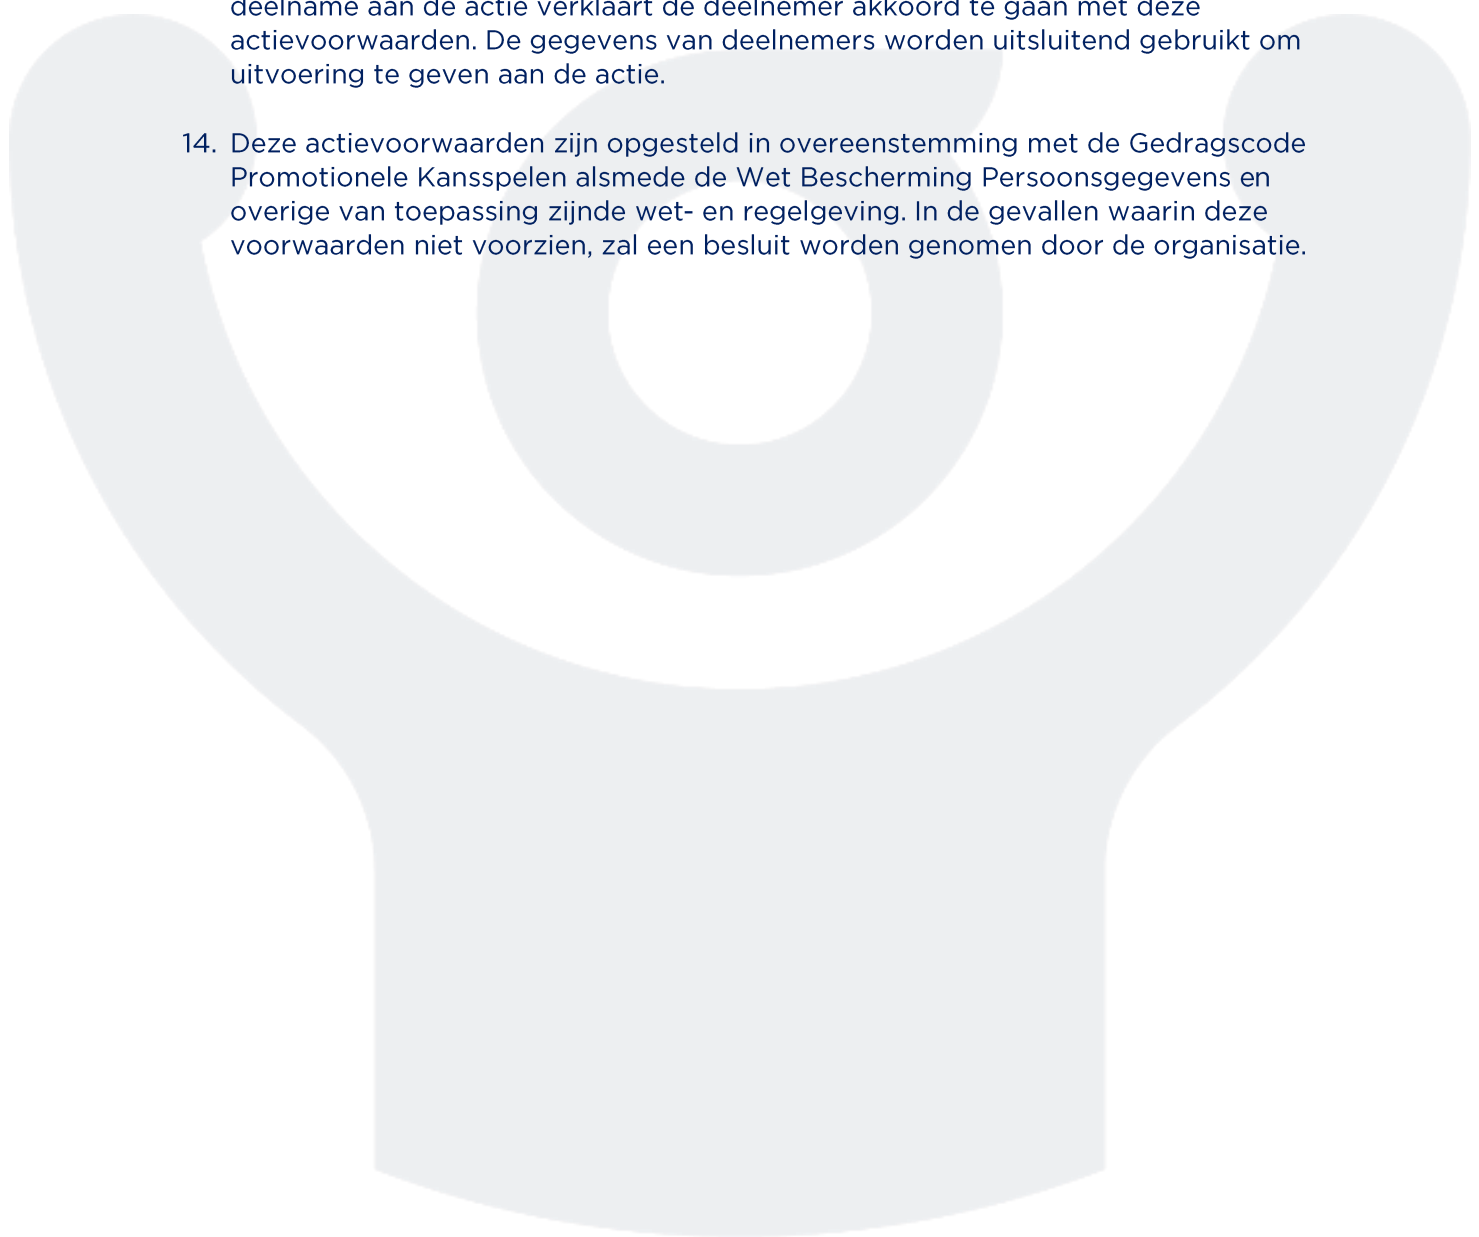 deelname aan de actie verklaart de deelnemer akkoord te gaan met deze
actievoorwaarden. De gegevens van deelnemers worden uitsluitend gebruikt om
uitvoering te geven aan de actie.
14. Deze actievoorwaarden zijn opgesteld in overeenstemming met de Gedragscode
Promotionele Kansspelen alsmede de Wet Bescherming Persoonsgegevens en
overige van toepassing zijnde wet- en regelgeving. In de gevallen waarin deze
voorwaarden niet voorzien, zal een besluit worden genomen door de organisatie.